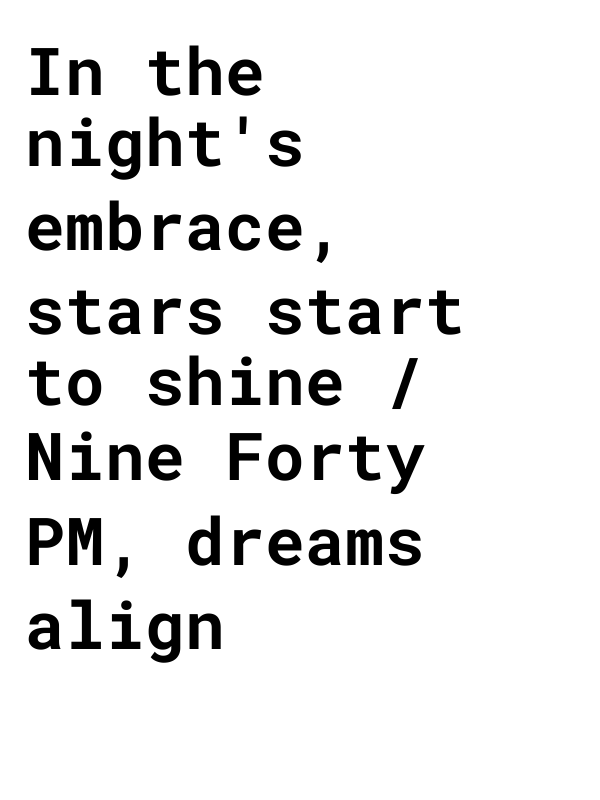 In the
night's
embrace,
stars start
to shine /
Nine Forty
PM, dreams
align